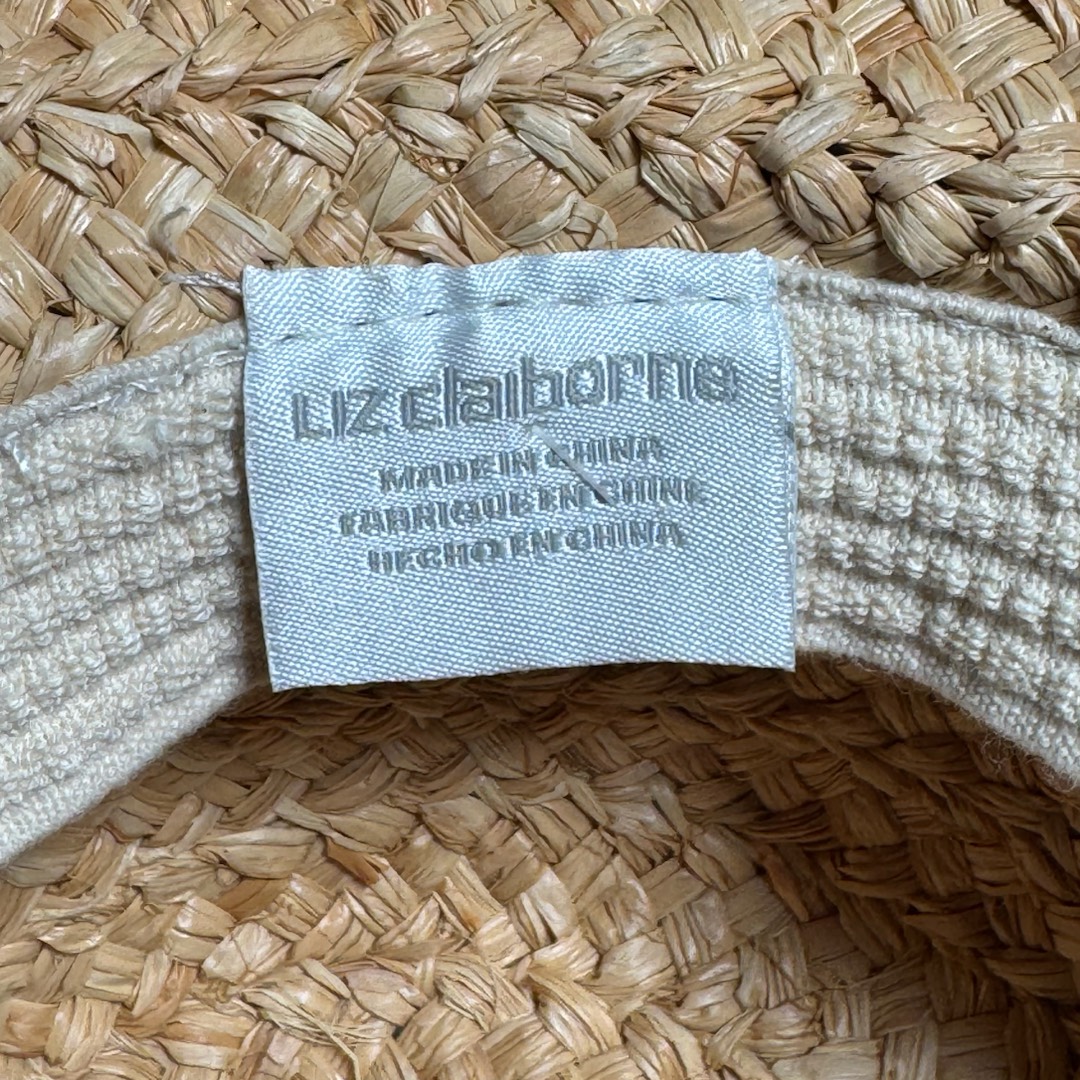 LIZ claiborne
MADE IN CHINA
FABRIQUE EN CHINE
HECHO EN CHINA